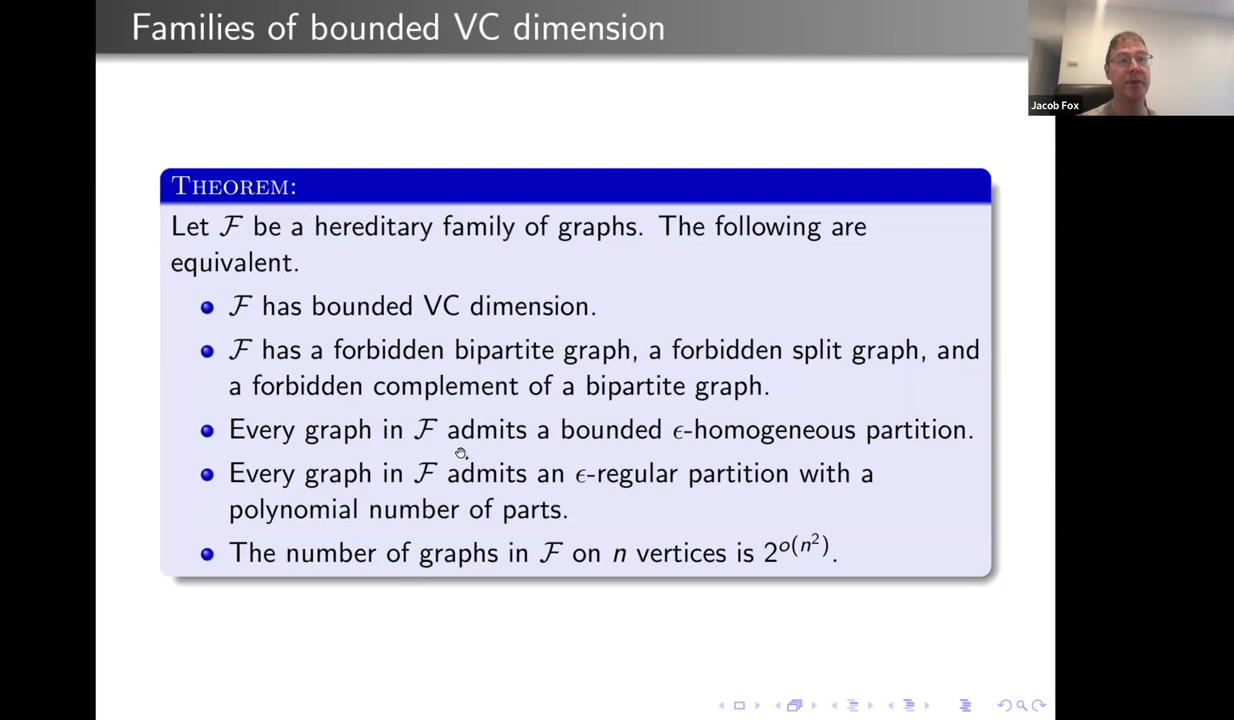 Families of bounded VC dimension
Jacob Fox
THEOREM:
Let ℱ be a hereditary family of graphs. The following are
equivalent.
• ℱ has bounded VC dimension.
• ℱ has a forbidden bipartite graph, a forbidden split graph, and
a forbidden complement of a bipartite graph.
• Every graph in ℱ admits a bounded ϵ-homogeneous partition.
• Every graph in ℱ admits an ϵ-regular partition with a
polynomial number of parts.
• The number of graphs in ℱ on n vertices is 2^{o(n^2)}.